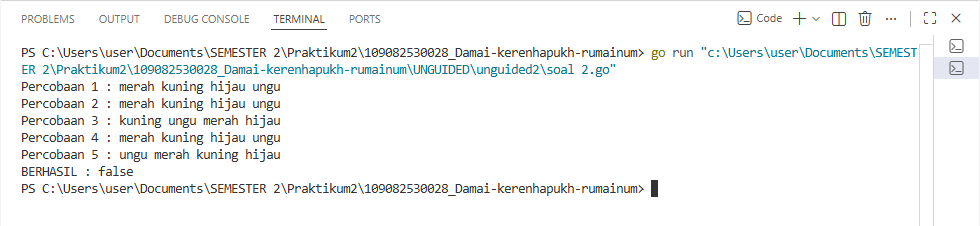 PROBLEMS OUTPUT DEBUG CONSOLE TERMINAL PORTS Code
PS C:\Users\user\Documents\SEMESTER 2\Praktikum2\109082530028_Damai-kerenhapukh-rumainum> go run "c:\Users\user\Documents\SEMEST
ER 2\Praktikum2\109082530028_Damai-kerenhapukh-rumainum\UNGUIDED\unguided2\soal 2.go"
Percobaan 1 : merah kuning hijau ungu
Percobaan 2 : merah kuning hijau ungu
Percobaan 3 : kuning ungu merah hijau
Percobaan 4 : merah kuning hijau ungu
Percobaan 5 : ungu merah kuning hijau
BERHASIL : false
PS C:\Users\user\Documents\SEMESTER 2\Praktikum2\109082530028_Damai-kerenhapukh-rumainum>